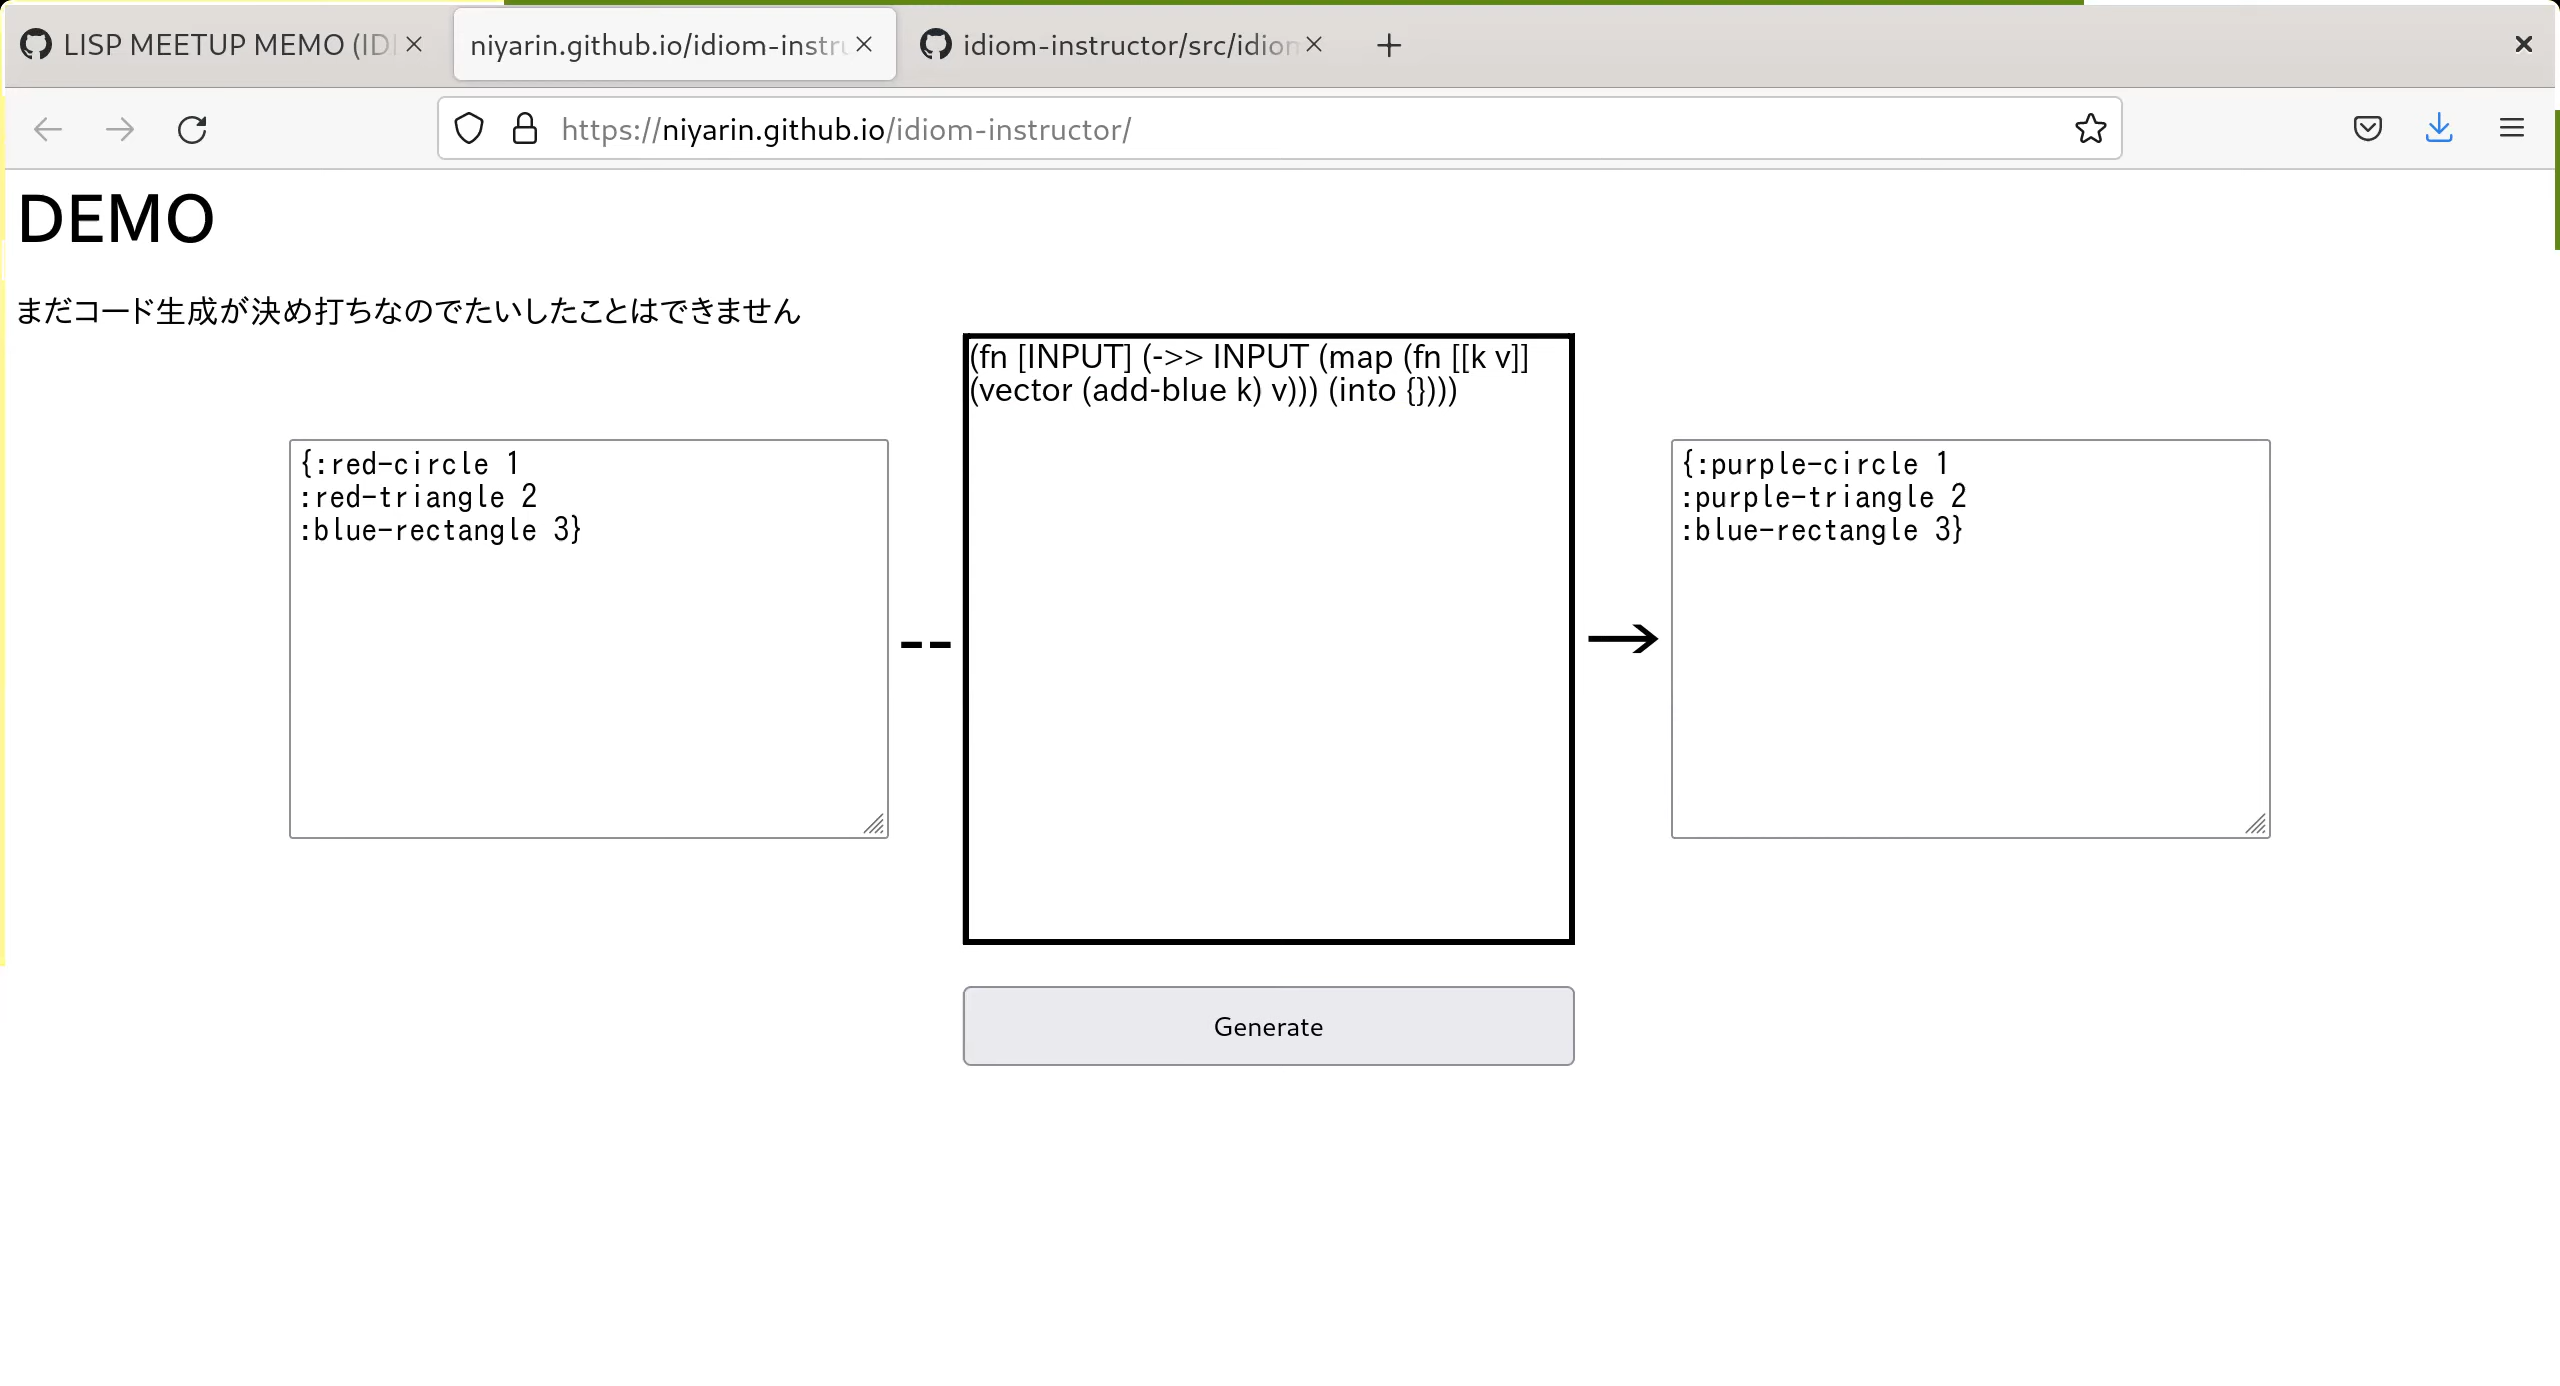 LISP MEETUP MEMO (ID
niyarin.github.io/idiom-instru
idiom-instructor/src/idiom
https://niyarin.github.io/idiom-instructor/
DEMO
まだコード生成が決め打ちなのでたいしたことはできません
{:red-circle 1
:red-triangle 2
:blue-rectangle 3}
--
(fn [INPUT] (->> INPUT (map (fn [[k v]]
(vector (add-blue k) v))) (into {})))
→
{:purple-circle 1
:purple-triangle 2
:blue-rectangle 3}
Generate